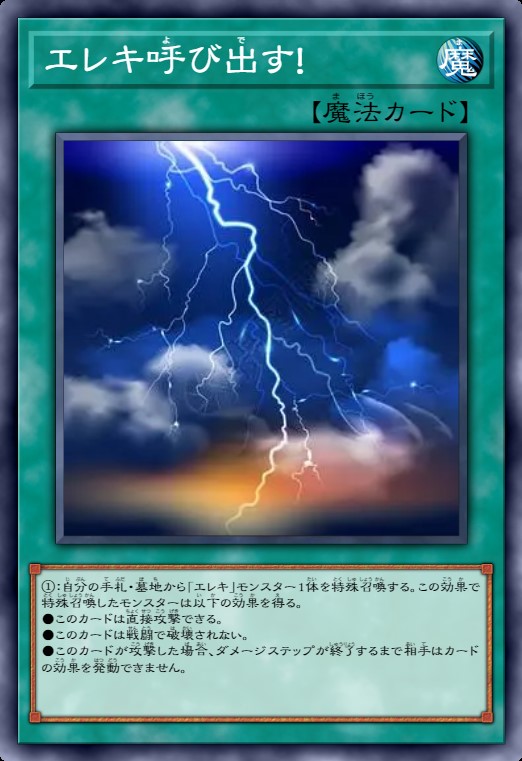 エレキ呼び出す!
魔
【魔法カード】
①:自分の手札・墓地から「エレキ」モンスター1体を特殊召喚する。この効果で
特殊召喚したモンスターは以下の効果を得る。
●このカードは直接攻撃できる。
●このカードは戦闘で破壊されない。
●このカードが攻撃した場合、ダメージステップが終了するまで相手はカード
の効果を発動できません。